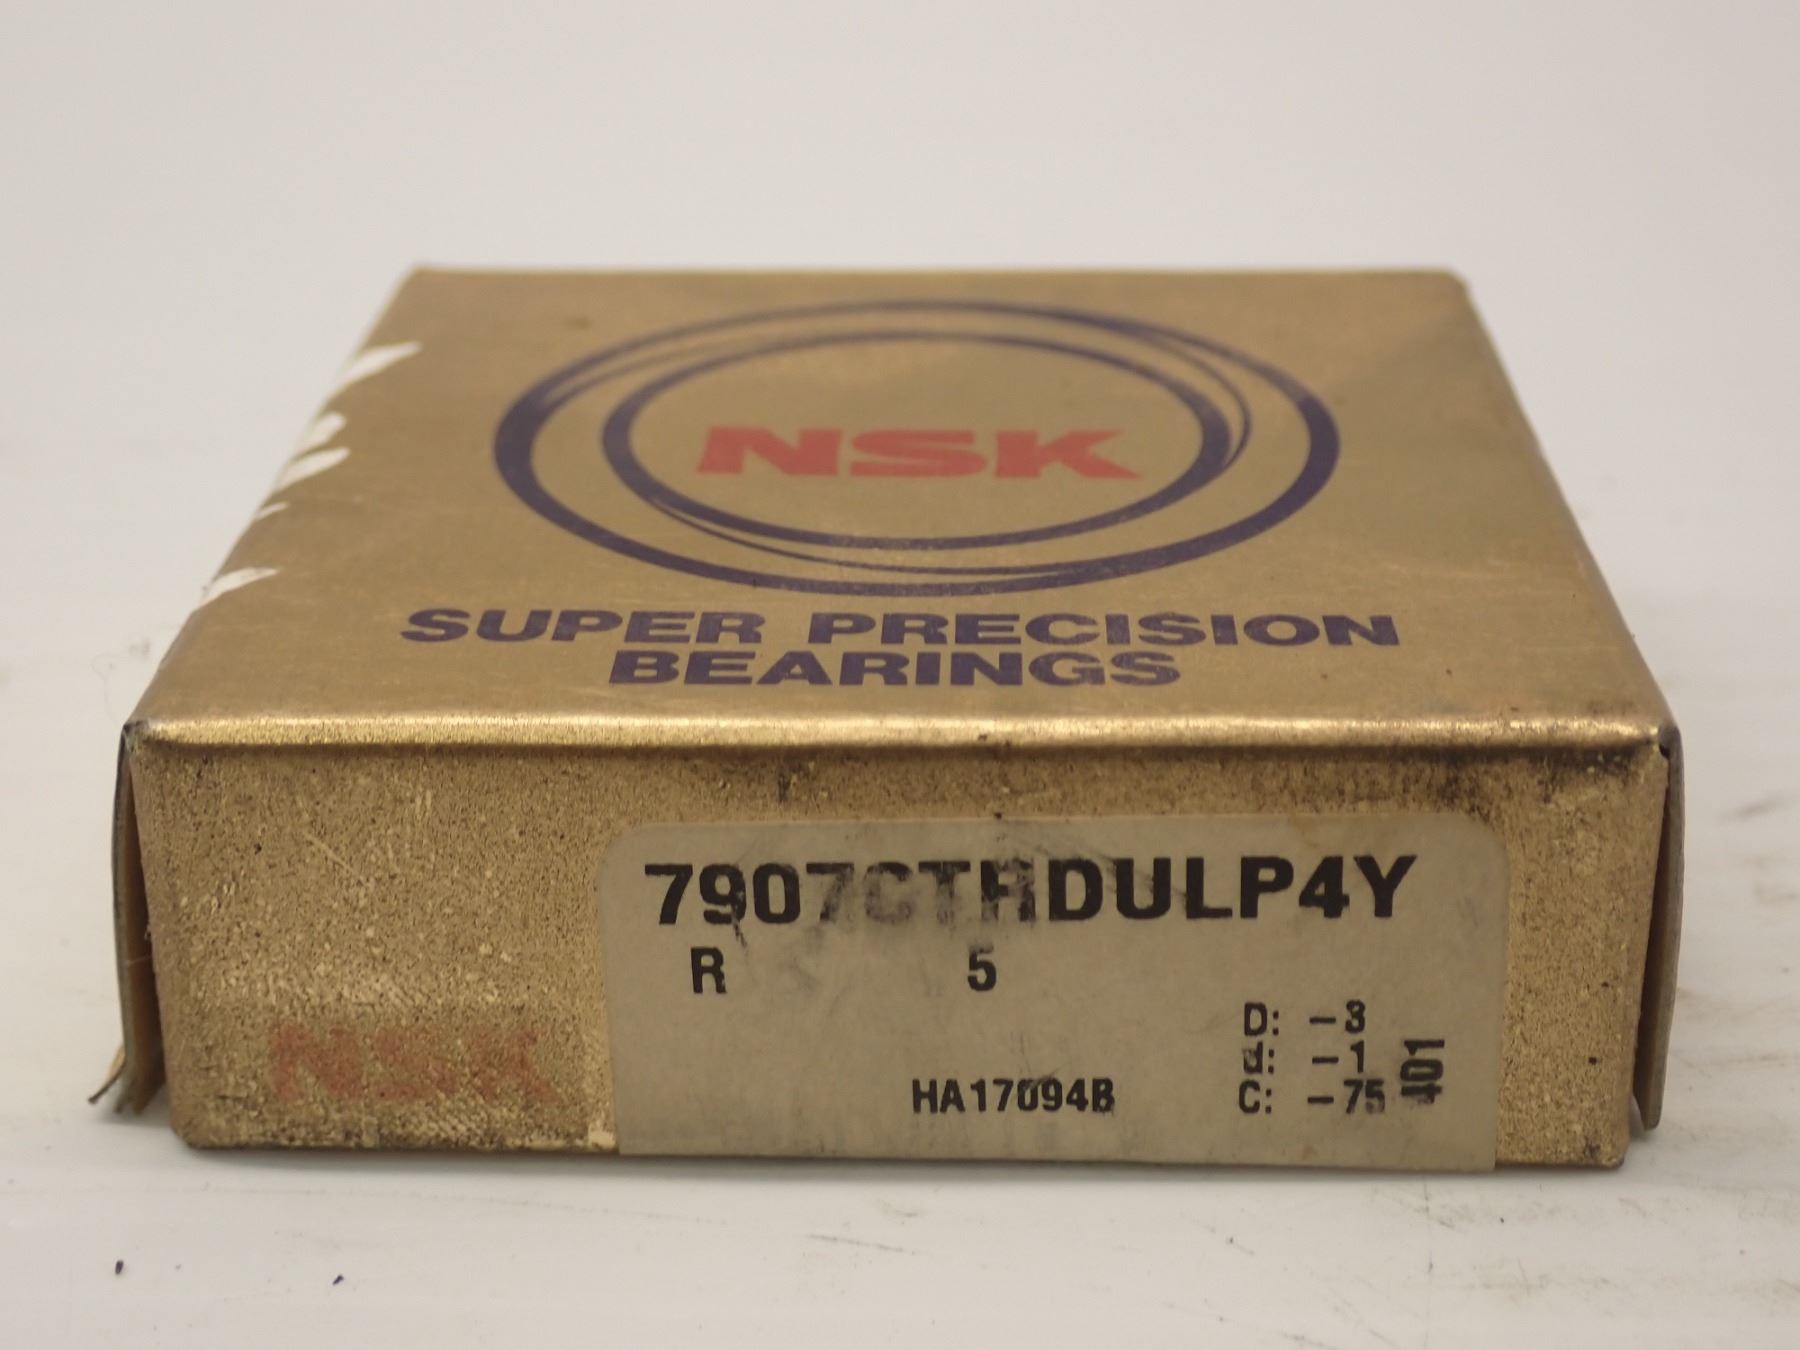 NSK
SUPER PRECISION
BEARINGS
7907CTRDULP4Y
R 5
D: -3
d: -1
HA17094B C: -75
401
NSK